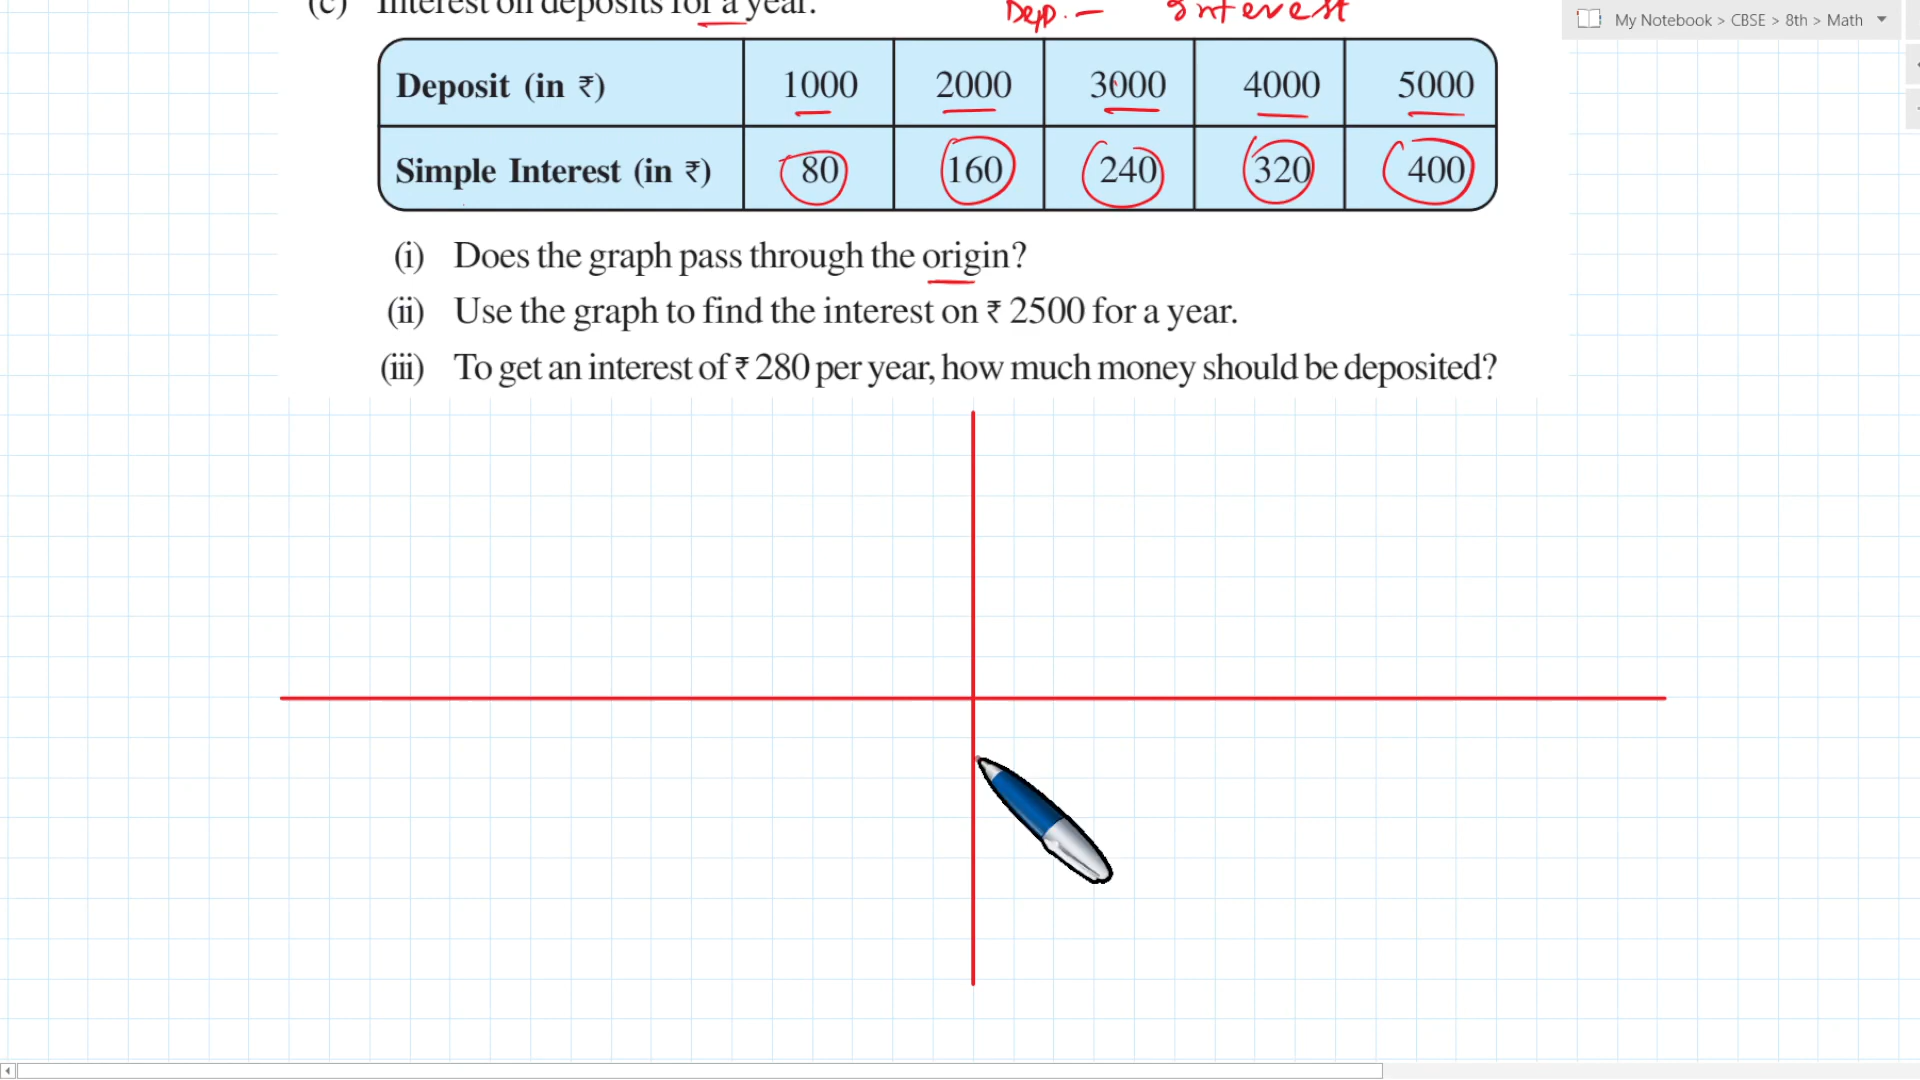 (c) Interest on deposits for a year.
Dep. - Interest
My Notebook > CBSE > 8th > Math
Deposit (in ₹) 1000 2000 3000 4000 5000
Simple Interest (in ₹) 80 160 240 320 400
(i) Does the graph pass through the origin?
(ii) Use the graph to find the interest on ₹ 2500 for a year.
(iii) To get an interest of ₹ 280 per year, how much money should be deposited?